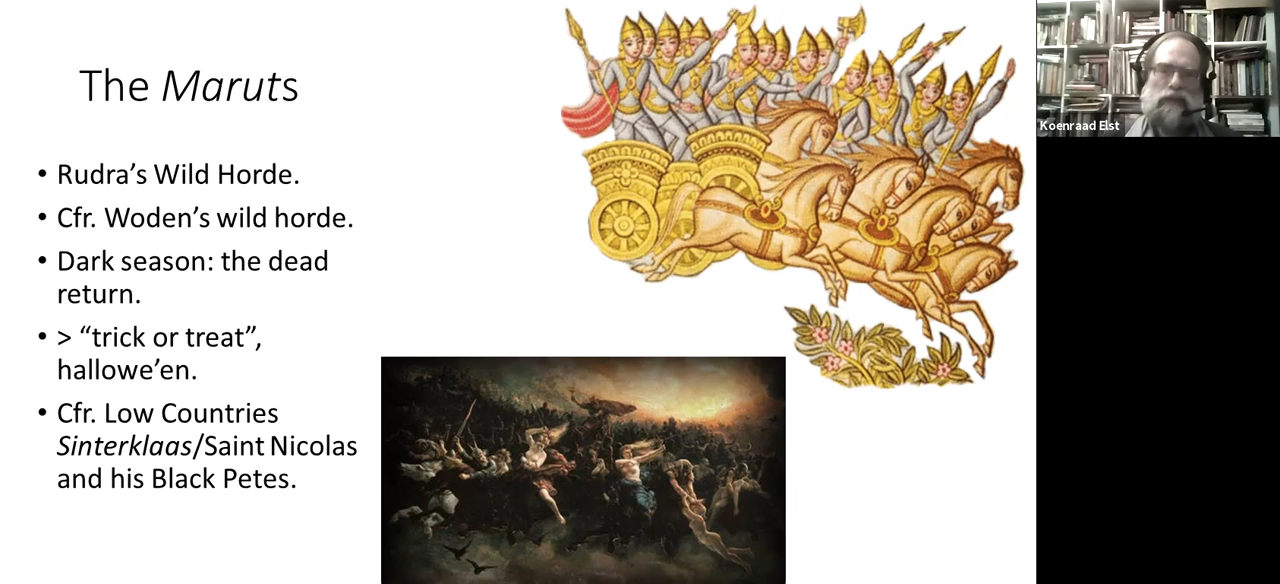 The Maruts
• Rudra’s Wild Horde.
• Cfr. Woden’s wild horde.
• Dark season: the dead
return.
• > “trick or treat”,
hallowe’en.
• Cfr. Low Countries
Sinterklaas/Saint Nicolas
and his Black Petes.
Koenraad Elst